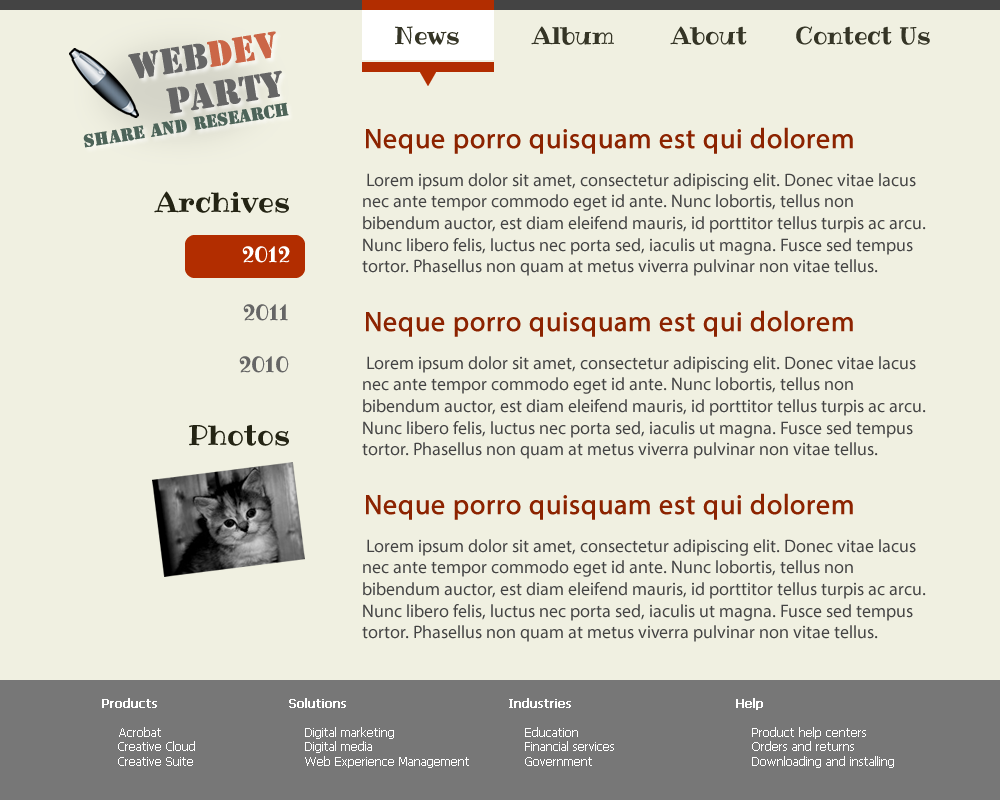 WEBDEV
PARTY
SHARE AND RESEARCH
News
Album
About
Contect Us
Archives
2012
2011
2010
Photos
Neque porro quisquam est qui dolorem
Lorem ipsum dolor sit amet, consectetur adipiscing elit. Donec vitae lacus
nec ante tempor commodo eget id ante. Nunc lobortis, tellus non
bibendum auctor, est diam eleifend mauris, id porttitor tellus turpis ac arcu.
Nunc libero felis, luctus nec porta sed, iaculis ut magna. Fusce sed tempus
tortor. Phasellus non quam at metus viverra pulvinar non vitae tellus.
Neque porro quisquam est qui dolorem
Lorem ipsum dolor sit amet, consectetur adipiscing elit. Donec vitae lacus
nec ante tempor commodo eget id ante. Nunc lobortis, tellus non
bibendum auctor, est diam eleifend mauris, id porttitor tellus turpis ac arcu.
Nunc libero felis, luctus nec porta sed, iaculis ut magna. Fusce sed tempus
tortor. Phasellus non quam at metus viverra pulvinar non vitae tellus.
Neque porro quisquam est qui dolorem
Lorem ipsum dolor sit amet, consectetur adipiscing elit. Donec vitae lacus
nec ante tempor commodo eget id ante. Nunc lobortis, tellus non
bibendum auctor, est diam eleifend mauris, id porttitor tellus turpis ac arcu.
Nunc libero felis, luctus nec porta sed, iaculis ut magna. Fusce sed tempus
tortor. Phasellus non quam at metus viverra pulvinar non vitae tellus.
Products
Acrobat
Creative Cloud
Creative Suite
Solutions
Digital marketing
Digital media
Web Experience Management
Industries
Education
Financial services
Government
Help
Product help centers
Orders and returns
Downloading and installing